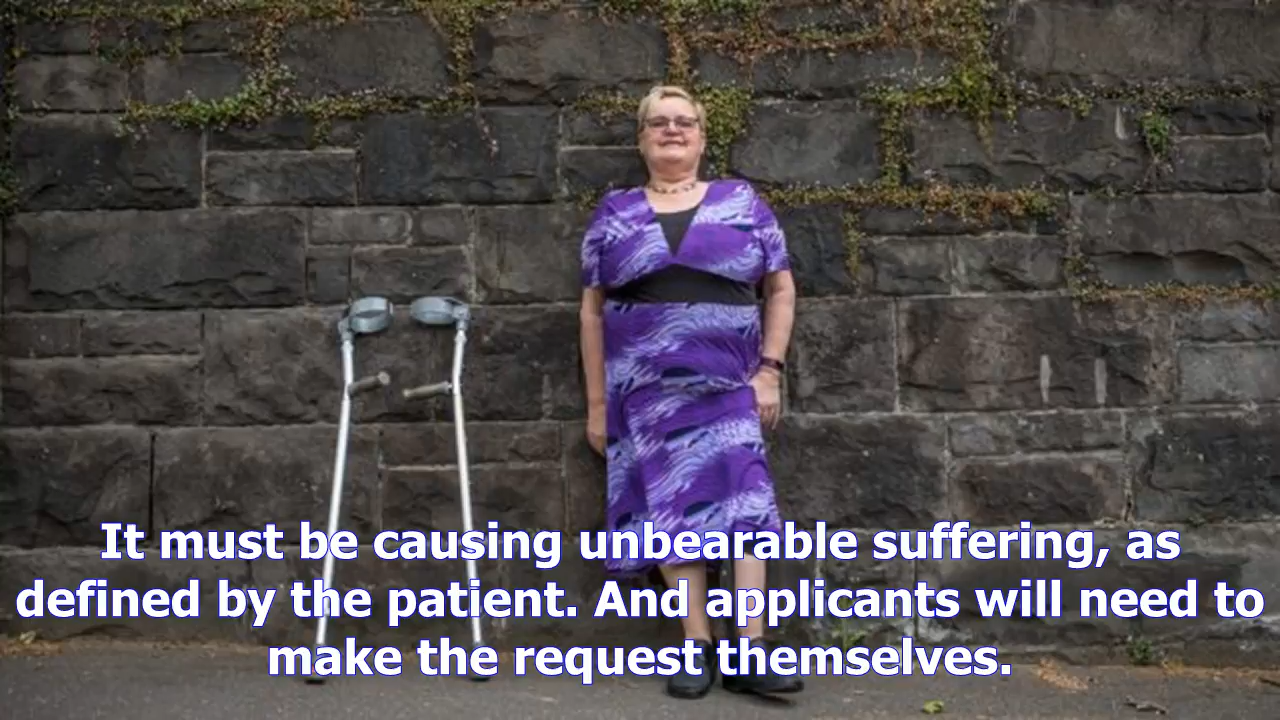 It must be causing unbearable suffering, as
defined by the patient. And applicants will need to
make the request themselves.